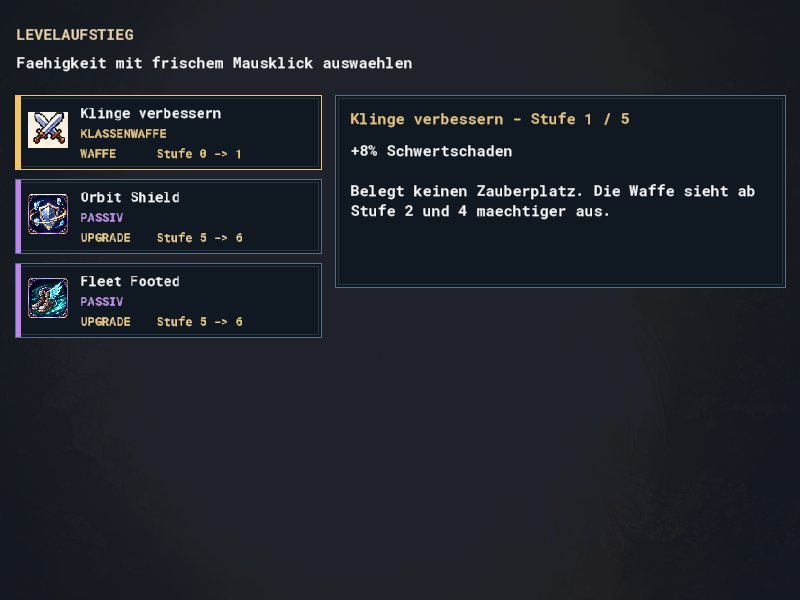 LEVELAUFSTIEG
Faehigkeit mit frischem Mausklick auswaehlen
Klinge verbessern
KLASSENWAFFE
WAFFE Stufe 0 -> 1
Orbit Shield
PASSIV
UPGRADE Stufe 5 -> 6
Fleet Footed
PASSIV
UPGRADE Stufe 5 -> 6
Klinge verbessern - Stufe 1 / 5
+8% Schwertschaden
Belegt keinen Zauberplatz. Die Waffe sieht ab
Stufe 2 und 4 maechtiger aus.